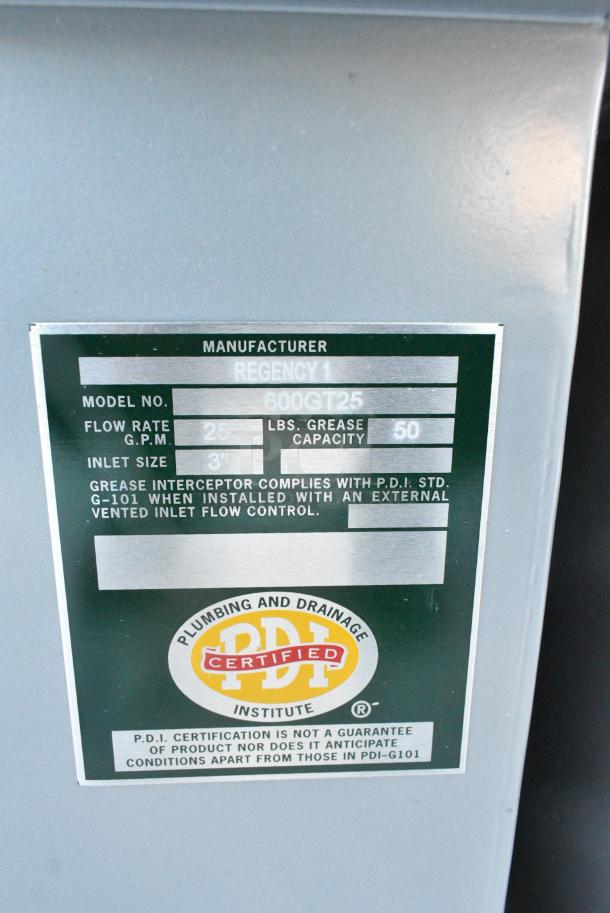 MANUFACTURER
REGENCY 1
MODEL NO. 600GT25
FLOW RATE G.P.M. 25 LBS. GREASE CAPACITY 50
INLET SIZE 3"
GREASE INTERCEPTOR COMPLIES WITH P.D.I. STD.
G-101 WHEN INSTALLED WITH AN EXTERNAL
VENTED INLET FLOW CONTROL.
PLUMBING AND DRAINAGE
PDI
CERTIFIED
INSTITUTE
®
P.D.I. CERTIFICATION IS NOT A GUARANTEE
OF PRODUCT NOR DOES IT ANTICIPATE
CONDITIONS APART FROM THOSE IN PDI-G101